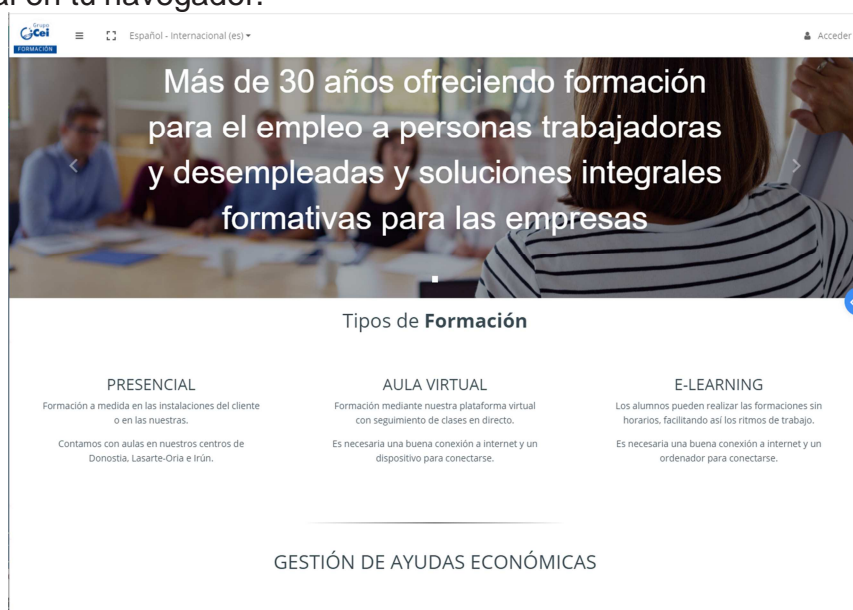 al en tu navegador.
Grupo
Cei
FORMACIÓN
Español - Internacional (es)
Acceder
Más de 30 años ofreciendo formación
para el empleo a personas trabajadoras
y desempleadas y soluciones integrales
formativas para las empresas
Tipos de Formación
PRESENCIAL
Formación a medida en las instalaciones del cliente
o en las nuestras.
Contamos con aulas en nuestros centros de
Donostia, Lasarte-Oria e Irún.
AULA VIRTUAL
Formación mediante nuestra plataforma virtual
con seguimiento de clases en directo.
Es necesaria una buena conexión a internet y un
dispositivo para conectarse.
E-LEARNING
Los alumnos pueden realizar las formaciones sin
horarios, facilitando así los ritmos de trabajo.
Es necesaria una buena conexión a internet y un
ordenador para conectarse.
GESTIÓN DE AYUDAS ECONÓMICAS